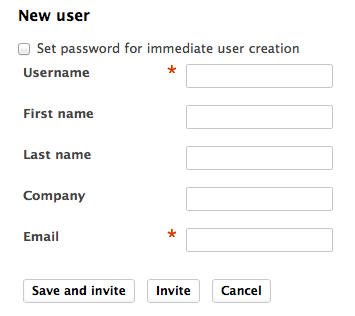 New user
Set password for immediate user creation
Username *
First name
Last name
Company
Email *
Save and invite Invite Cancel